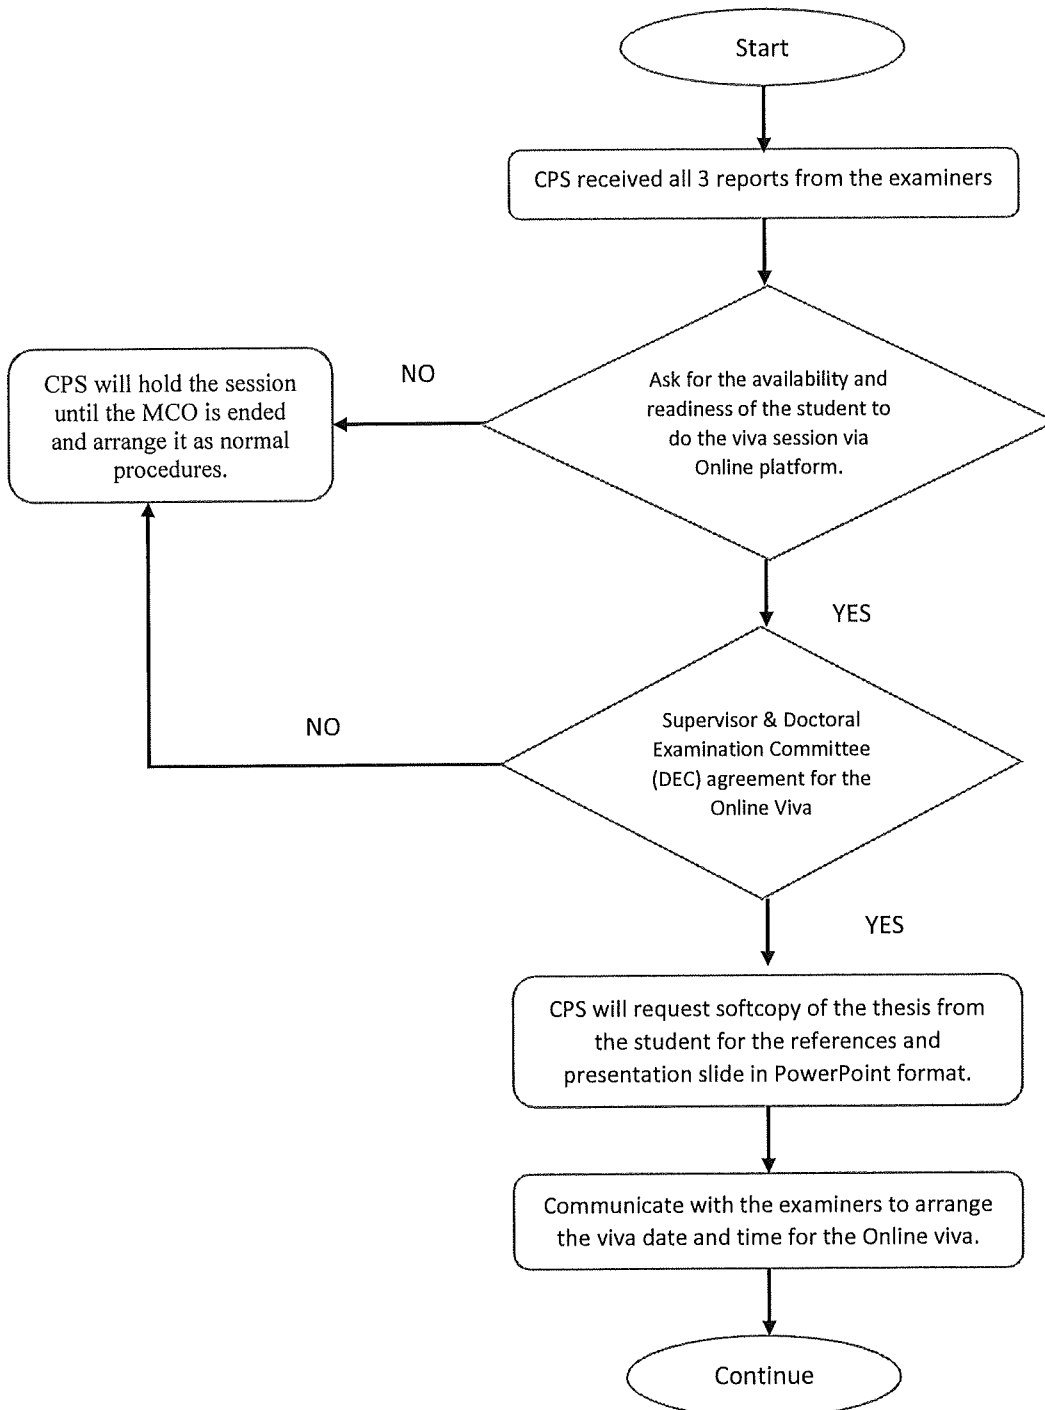 Start
CPS received all 3 reports from the examiners
NO
CPS will hold the session
until the MCO is ended
and arrange it as normal
procedures.
Ask for the availability and
readiness of the student to
do the viva session via
Online platform.
YES
NO
Supervisor & Doctoral
Examination Committee
(DEC) agreement for the
Online Viva
YES
CPS will request softcopy of the thesis from
the student for the references and
presentation slide in PowerPoint format.
Communicate with the examiners to arrange
the viva date and time for the Online viva.
Continue